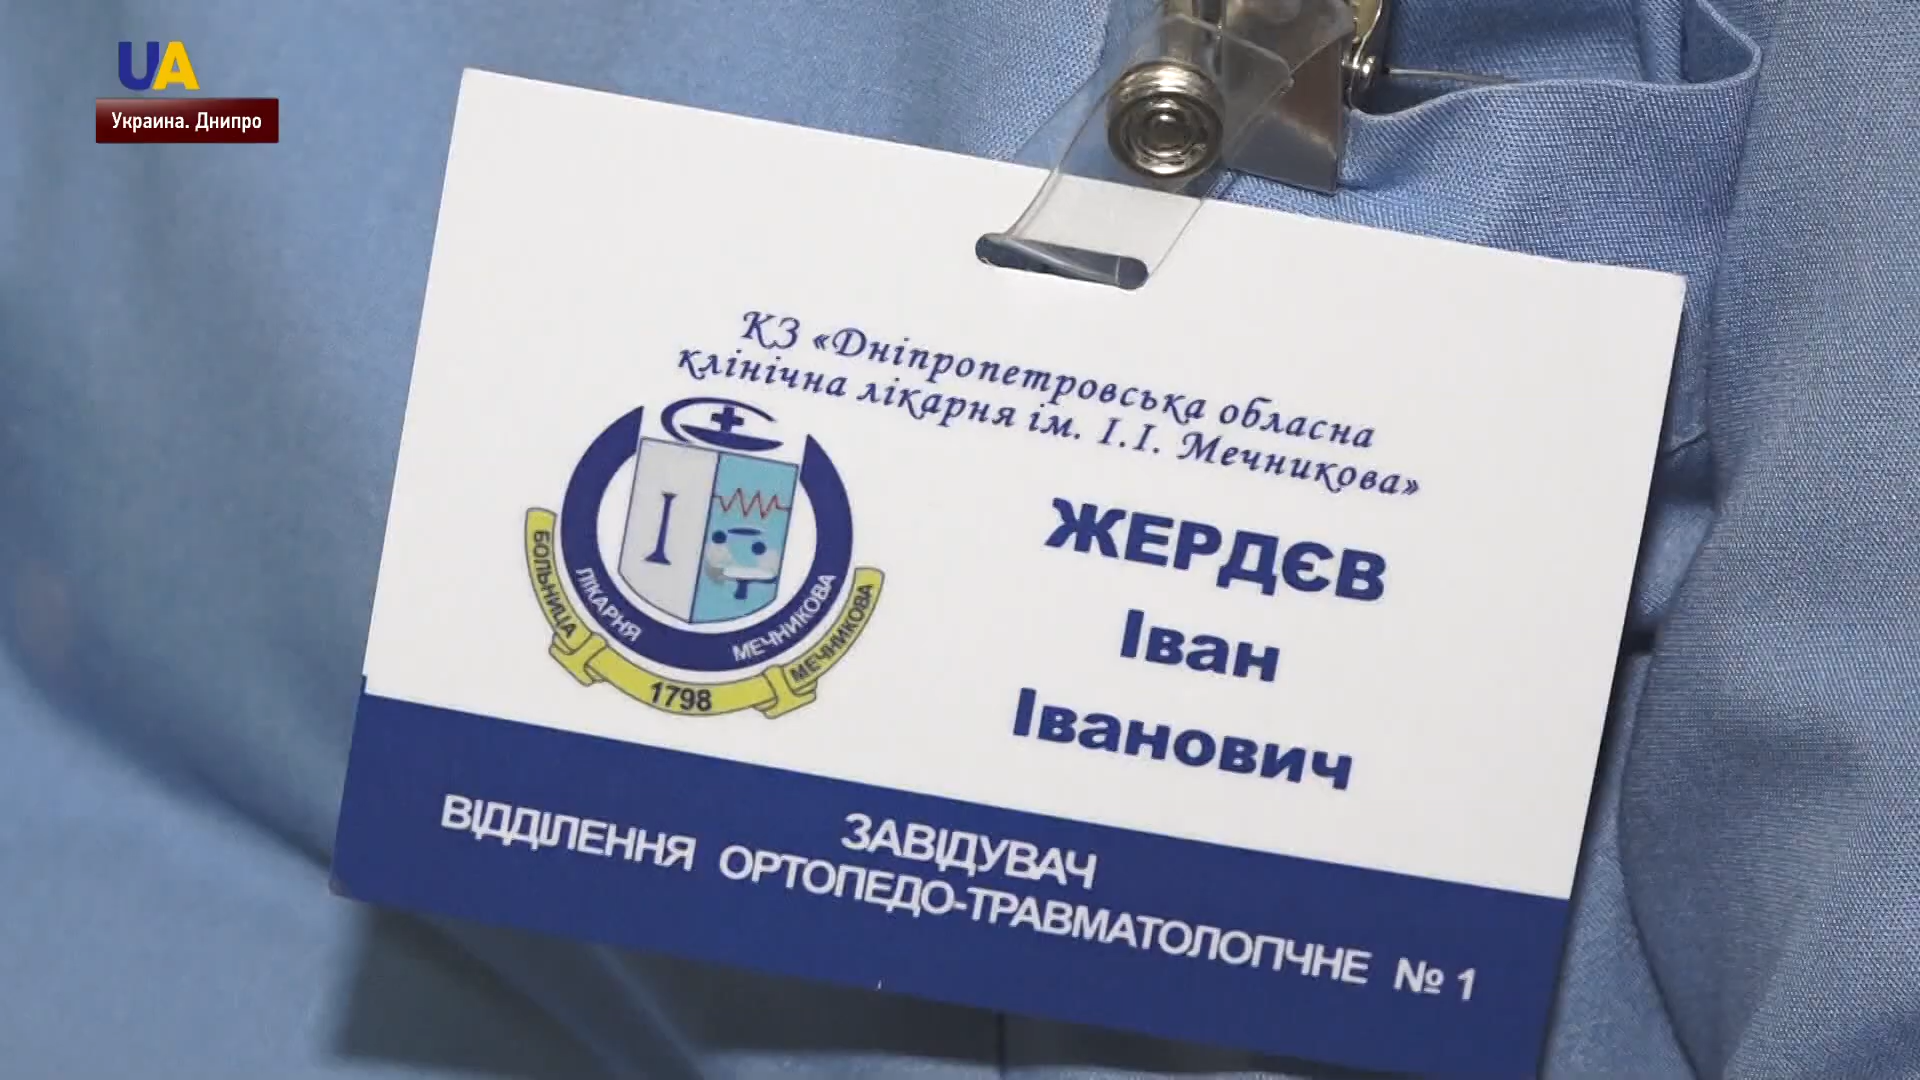 UA
Украина. Днипро
КЗ «Дніпропетровська обласна
клінічна лікарня ім. І.І. Мечникова»
І
БОЛЬНИЦА
ЛІКАРНЯ
МЕЧНИКОВА
МЕЧНИКОВА
1798
ЖЕРДЄВ
Іван
Іванович
ЗАВІДУВАЧ
ВІДДІЛЕННЯ ОРТОПЕДО-ТРАВМАТОЛОГІЧНЕ № 1